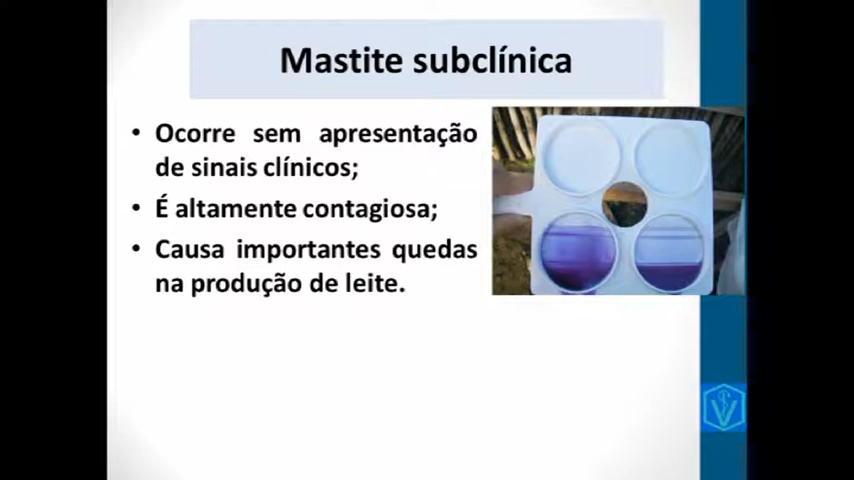 Mastite subclínica
• Ocorre sem apresentação
de sinais clínicos;
• É altamente contagiosa;
• Causa importantes quedas
na produção de leite.